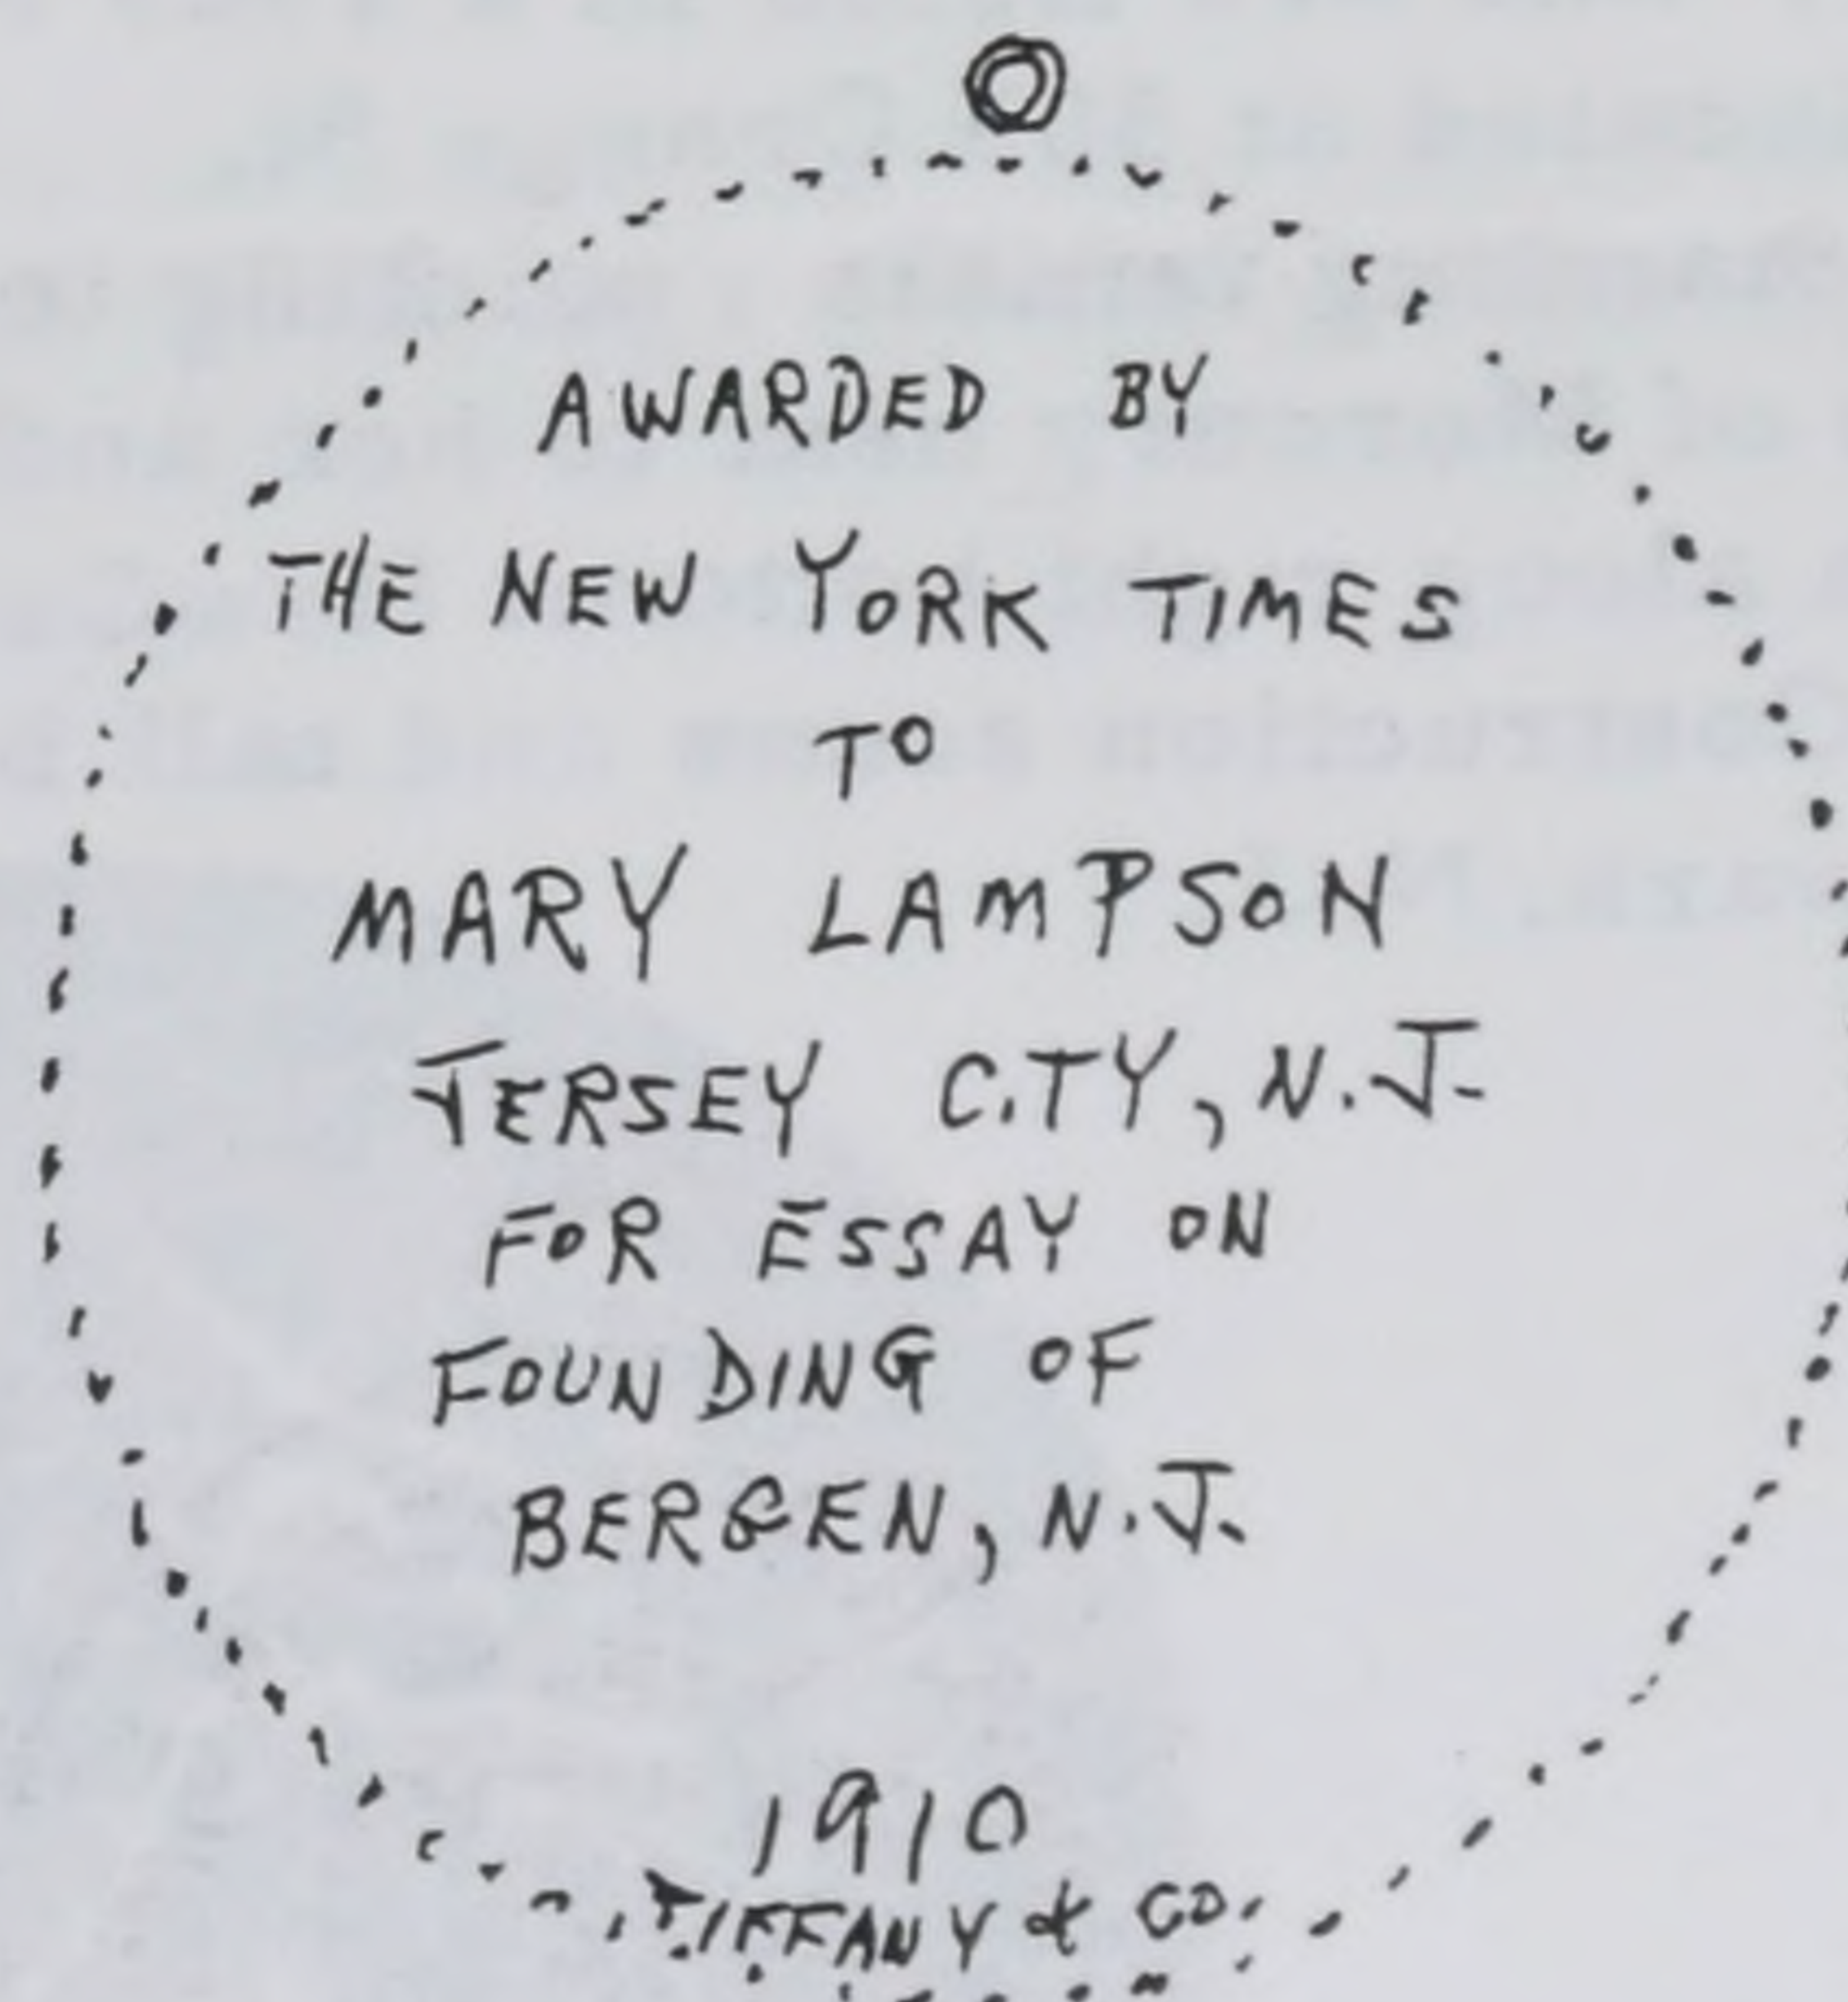 AWARDED BY
THE NEW YORK TIMES
TO
MARY LAMPSON
JERSEY CITY, N.J.
FOR ESSAY ON
FOUNDING OF
BERGEN, N.J.
1910
TIFFANY & CO.